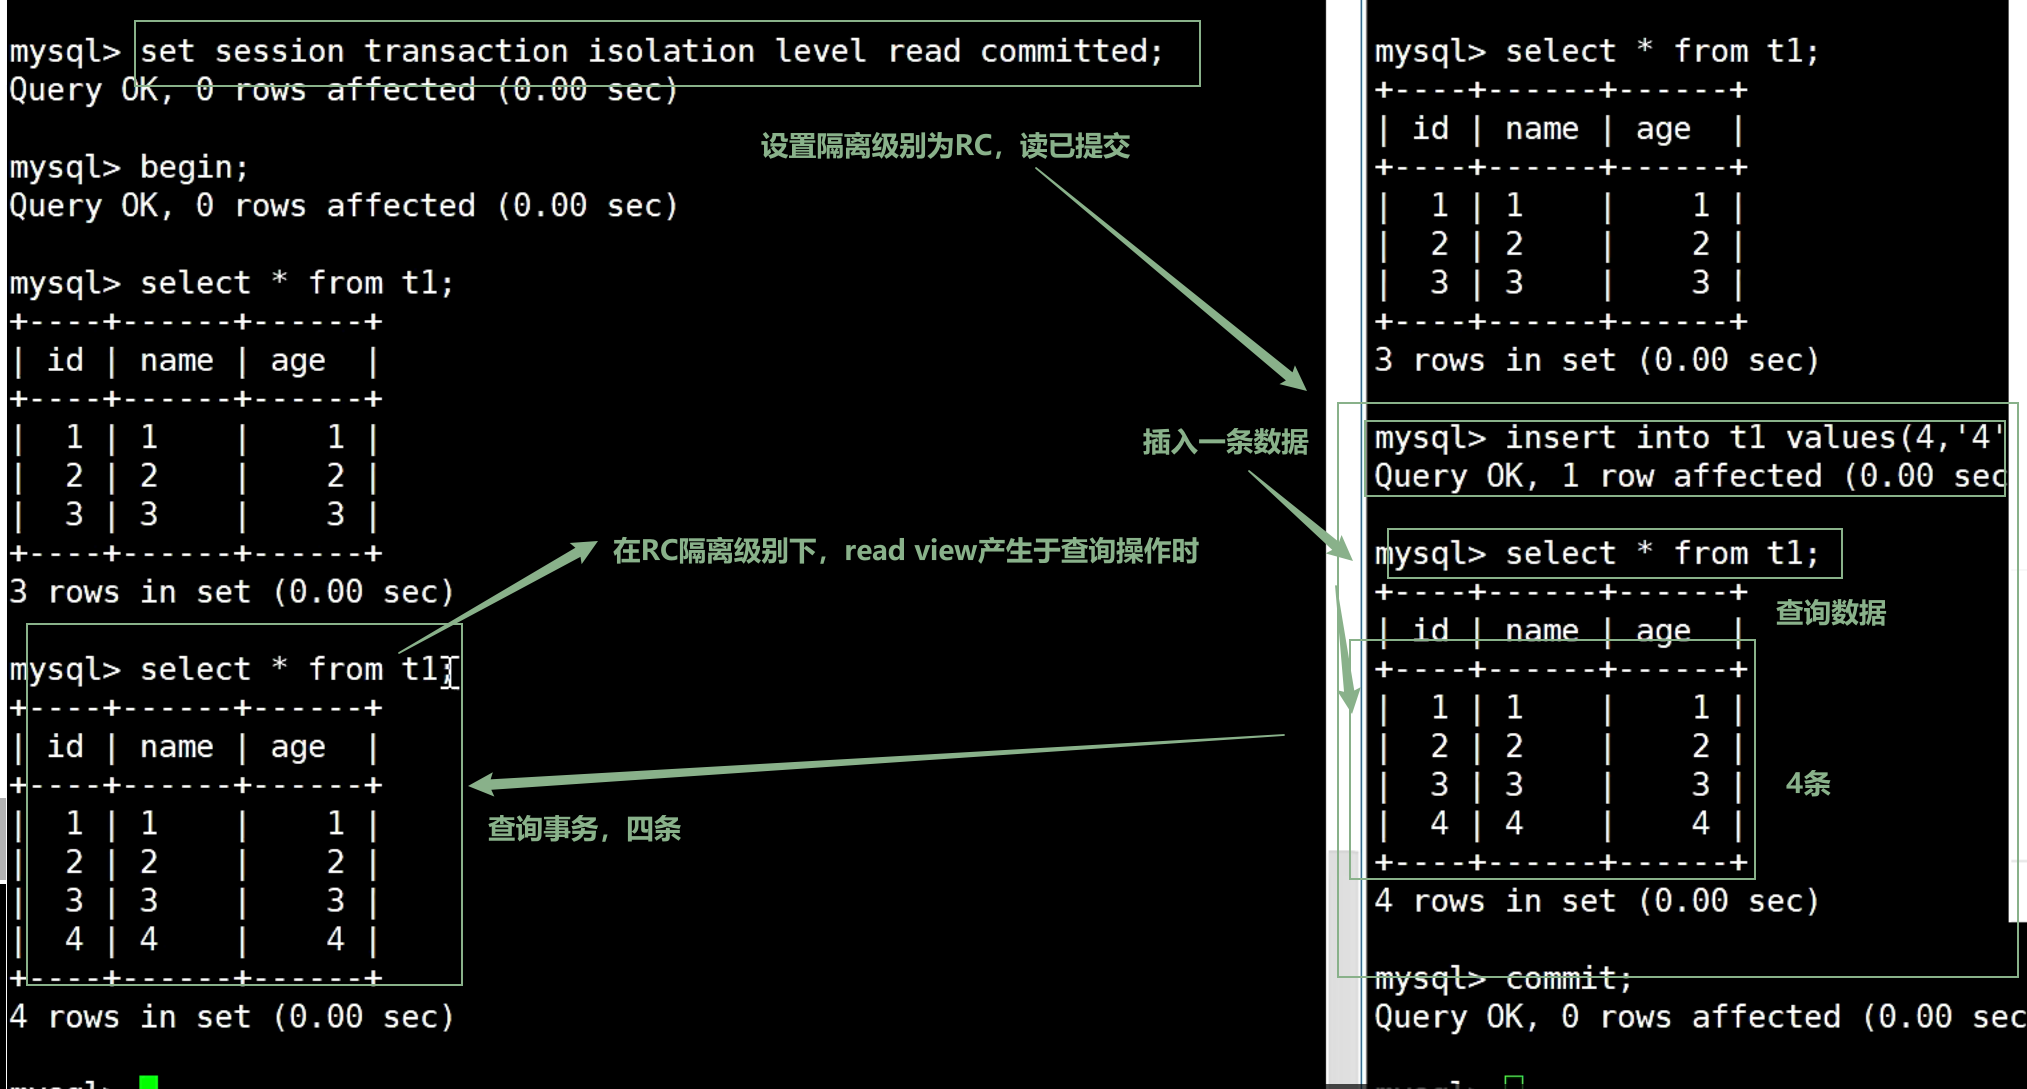 mysql> set session transaction isolation level read committed;
Query OK, 0 rows affected (0.00 sec)
设置隔离级别为RC，读已提交
mysql> begin;
Query OK, 0 rows affected (0.00 sec)
mysql> select * from t1;
+----+------+------+
| id | name | age  |
+----+------+------+
|  1 | 1    |    1 |
|  2 | 2    |    2 |
|  3 | 3    |    3 |
+----+------+------+
3 rows in set (0.00 sec)
在RC隔离级别下，read view产生于查询操作时
mysql> select * from t1;
+----+------+------+
| id | name | age  |
+----+------+------+
|  1 | 1    |    1 |
|  2 | 2    |    2 |
|  3 | 3    |    3 |
|  4 | 4    |    4 |
+----+------+------+
4 rows in set (0.00 sec)
查询事务，四条
mysql> select * from t1;
+----+------+------+
| id | name | age  |
+----+------+------+
|  1 | 1    |    1 |
|  2 | 2    |    2 |
|  3 | 3    |    3 |
+----+------+------+
3 rows in set (0.00 sec)
插入一条数据
mysql> insert into t1 values(4,'4'
Query OK, 1 row affected (0.00 sec
mysql> select * from t1;
查询数据
+----+------+------+
| id | name | age  |
+----+------+------+
|  1 | 1    |    1 |
|  2 | 2    |    2 |
|  3 | 3    |    3 |
|  4 | 4    |    4 |
+----+------+------+
4条
4 rows in set (0.00 sec)
mysql> commit;
Query OK, 0 rows affected (0.00 sec